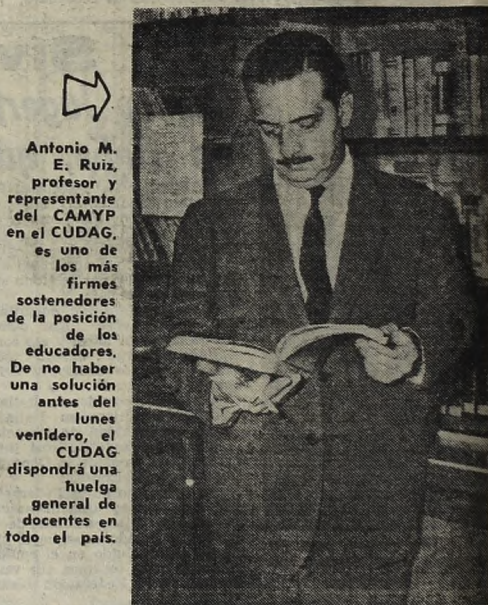 Antonio M.
E. Ruiz,
profesor y
representante
del CAMYP
en el CUDAG,
es uno de
los más
firmes
sostenedores
de la posición
de los
educadores.
De no haber
una solución
antes del
lunes
venidero, el
CUDAG
dispondrá una
huelga
general de
docentes en
todo el país.